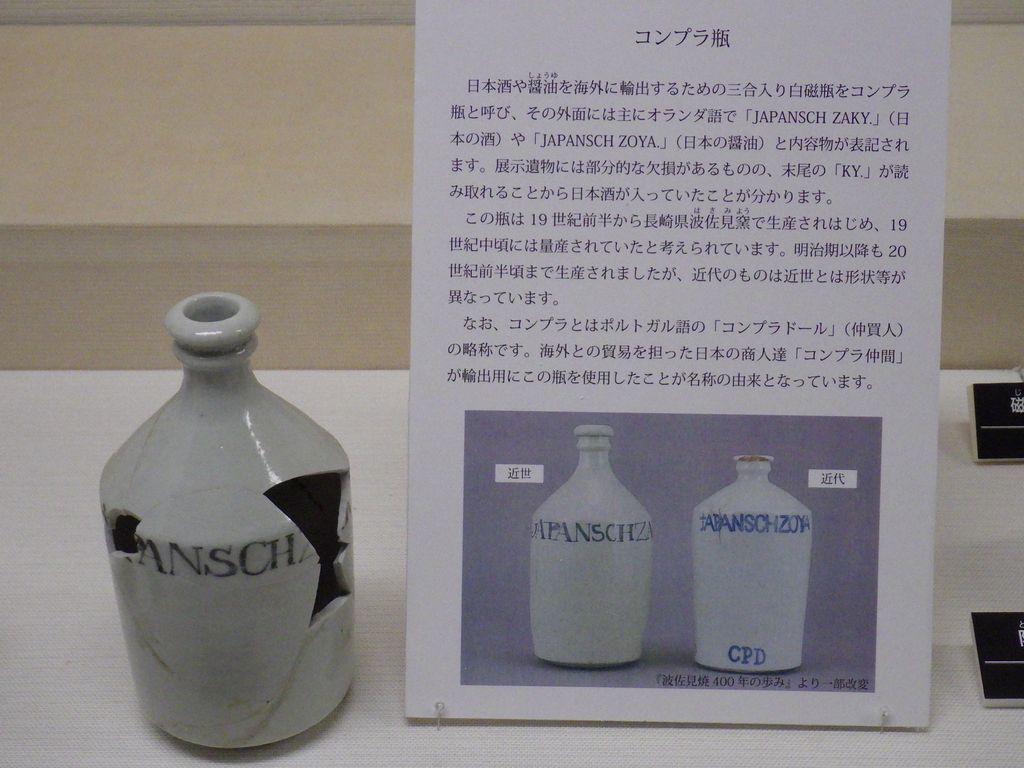 コンプラ瓶
日本酒や醤油を海外に輸出するための三合入り白磁瓶をコンプラ
瓶と呼び、その外面には主にオランダ語で「JAPANSCH ZAKY.」（日
本の酒）や「JAPANSCH ZOYA.」（日本の醤油）と内容物が表記され
ます。展示遺物には部分的な欠損があるものの、末尾の「KY.」が読
み取れることから日本酒が入っていたことが分かります。
この瓶は 19 世紀前半から長崎県波佐見窯で生産されはじめ、19
世紀中頃には量産されていたと考えられています。明治期以降も 20
世紀前半頃まで生産されましたが、近代のものは近世とは形状等が
異なっています。
なお、コンプラとはポルトガル語の「コンプラドール」（仲買人）
の略称です。海外との貿易を担った日本の商人達「コンプラ仲間」
が輸出用にこの瓶を使用したことが名称の由来となっています。
近世
近代
JAPANSCHZA
JAPANSCHZOYA
CPD
『波佐見焼 400 年の歩み』より一部改変
PANSCH